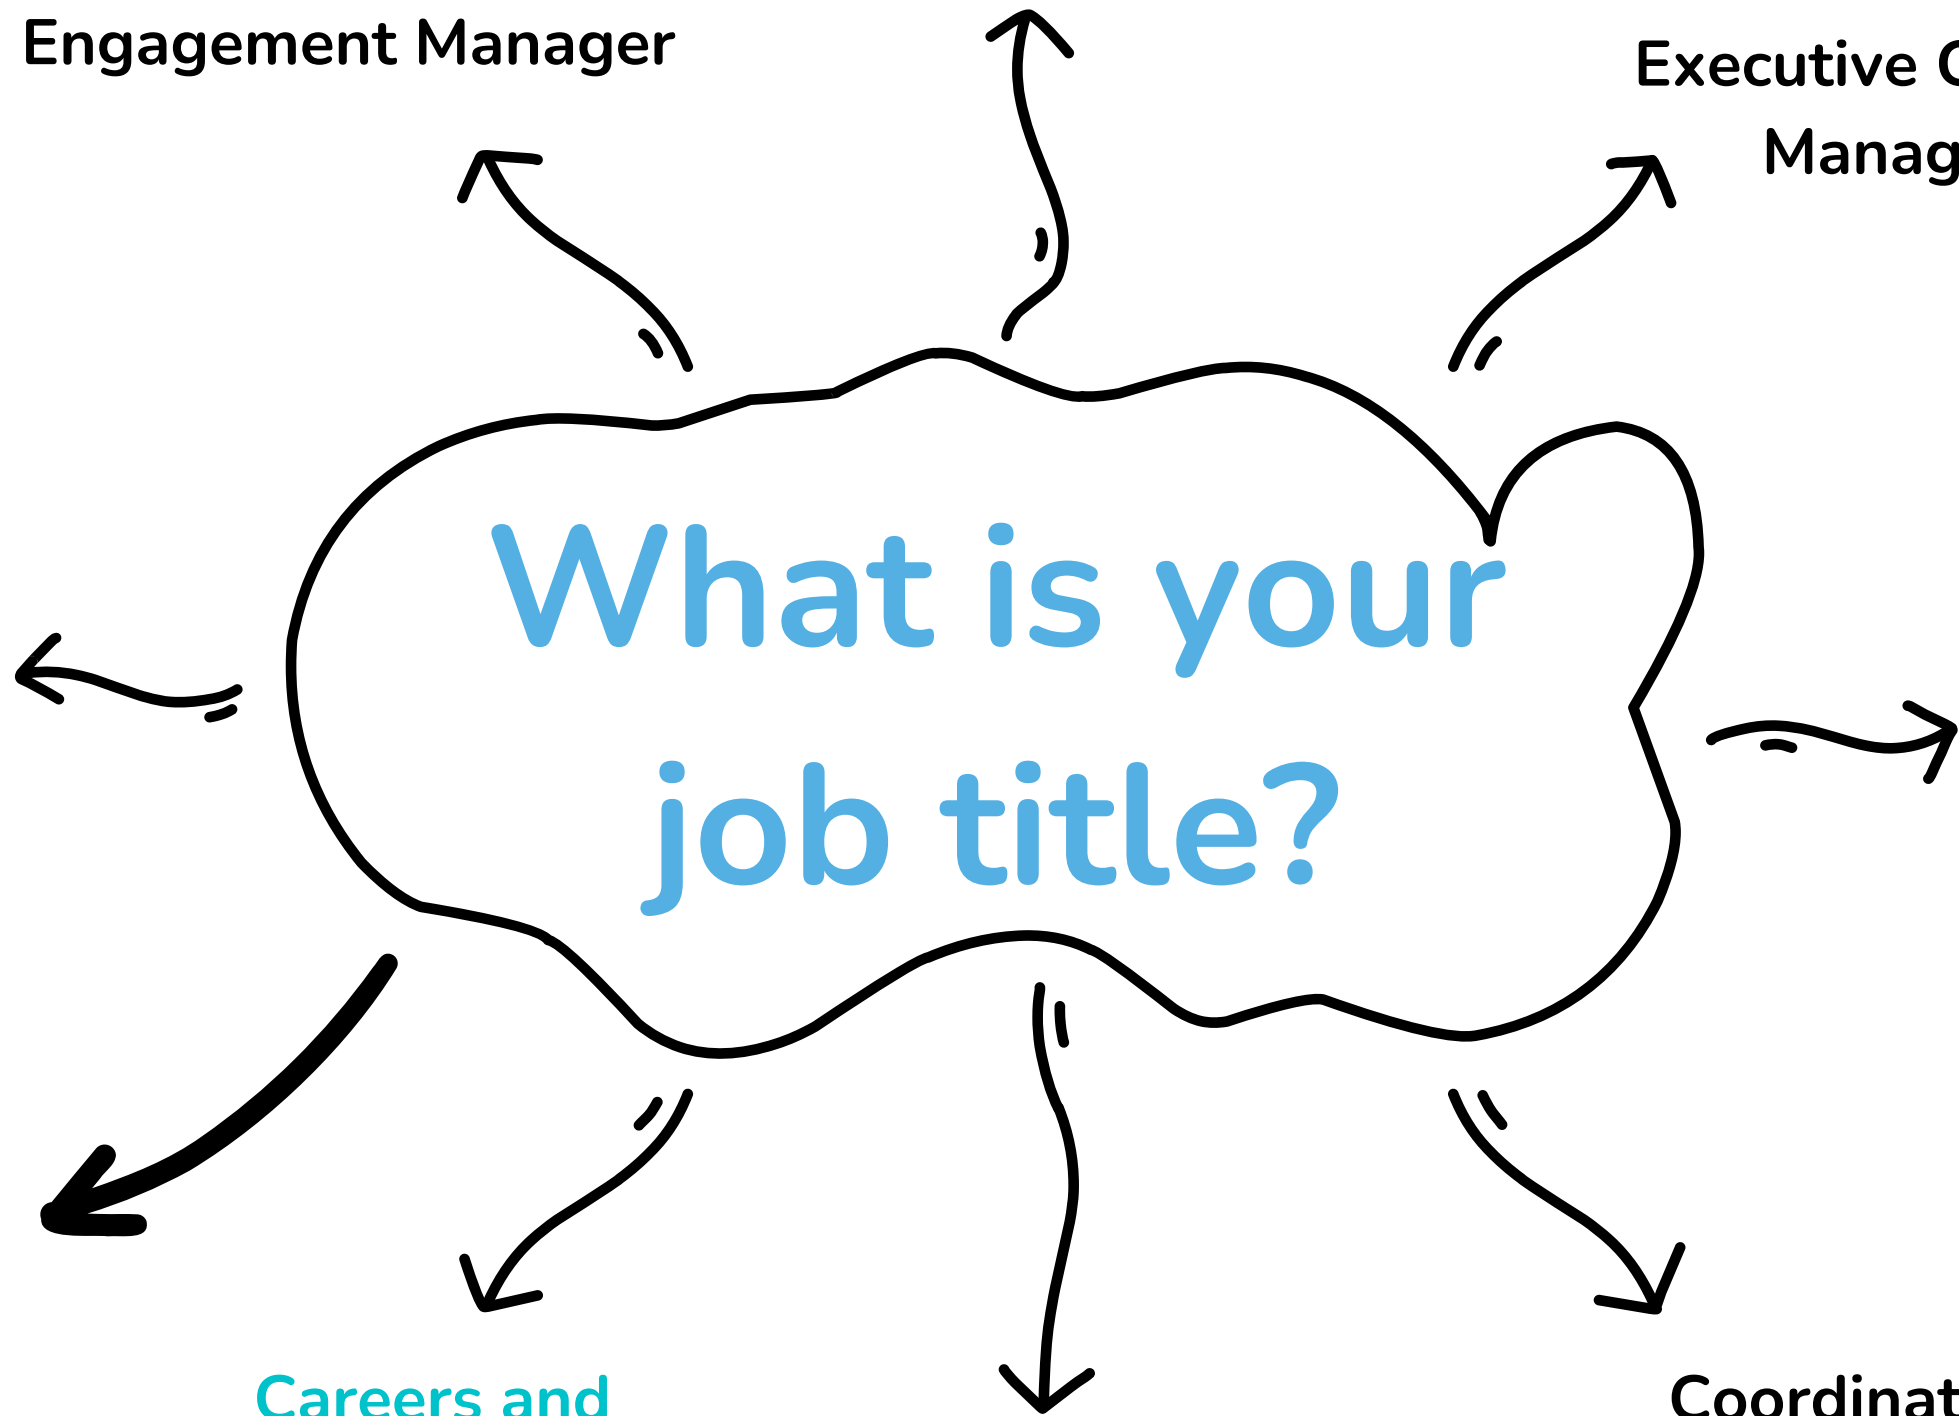 Engagement Manager
Executive
Manag
What is your
job title?
Careers and
Coordinat